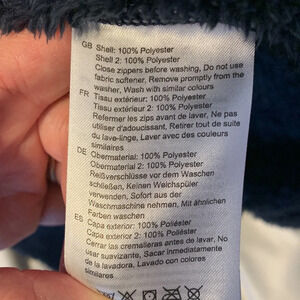 GB Shell: 100% Polyester
Shell 2: 100% Polyester
Close zippers before washing, Do not use
fabric softener, Remove promptly from the
washer, Wash with similar colours
FR Tissu extérieur: 100% Polyester
Tissu extérieur 2: 100% Polyester
Refermer les zips avant de laver, Ne pas
utiliser d'adoucissant, Retirer tout de suite
du lave-linge, Laver avec des couleurs
similaires
DE Obermaterial: 100% Polyester
Obermaterial 2: 100% Polyester
Reißverschlüsse vor dem Waschen
schließen, Keinen Weichspüler
verwenden, Sofort aus der
Waschmaschine nehmen, Mit ähnlichen
Farben waschen
ES Capa exterior: 100% Poliéster
Capa exterior 2: 100% Poliéster
Cerrar las cremalleras antes de lavar, No
usar suavizante, Sacar inmediatamente
de la lavadora, Lavado con colores
similares